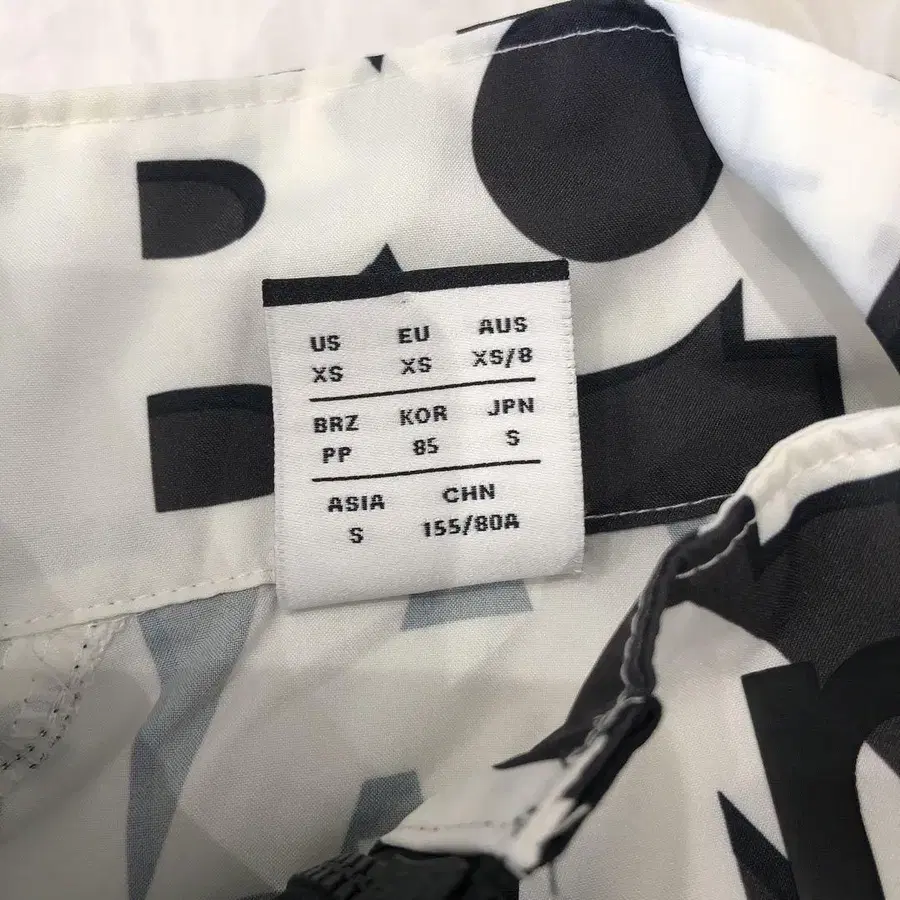 US EU AUS
XS XS XS/8
BRZ KOR JPN
PP 85 S
ASIA CHN
S 155/80A